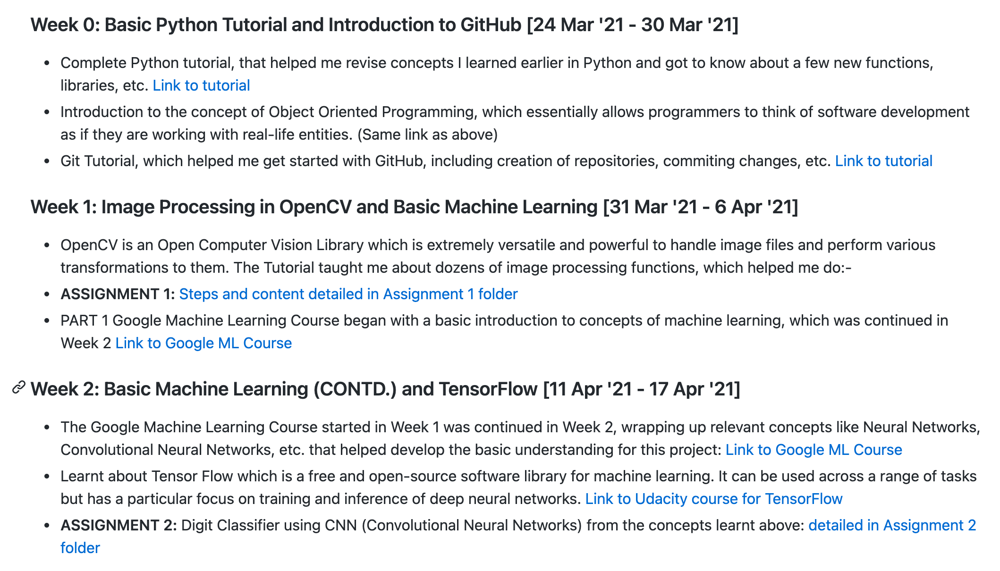 Week 0: Basic Python Tutorial and Introduction to GitHub [24 Mar '21 - 30 Mar '21]
Complete Python tutorial, that helped me revise concepts I learned earlier in Python and got to know about a few new functions,
libraries, etc. Link to tutorial
Introduction to the concept of Object Oriented Programming, which essentially allows programmers to think of software development
as if they are working with real-life entities. (Same link as above)
Git Tutorial, which helped me get started with GitHub, including creation of repositories, commiting changes, etc. Link to tutorial
Week 1: Image Processing in OpenCV and Basic Machine Learning [31 Mar '21 - 6 Apr '21]
OpenCV is an Open Computer Vision Library which is extremely versatile and powerful to handle image files and perform various
transformations to them. The Tutorial taught me about dozens of image processing functions, which helped me do:-
ASSIGNMENT 1: Steps and content detailed in Assignment 1 folder
PART 1 Google Machine Learning Course began with a basic introduction to concepts of machine learning, which was continued in
Week 2 Link to Google ML Course
Week 2: Basic Machine Learning (CONTD.) and TensorFlow [11 Apr '21 - 17 Apr '21]
The Google Machine Learning Course started in Week 1 was continued in Week 2, wrapping up relevant concepts like Neural Networks,
Convolutional Neural Networks, etc. that helped develop the basic understanding for this project: Link to Google ML Course
Learnt about Tensor Flow which is a free and open-source software library for machine learning. It can be used across a range of tasks
but has a particular focus on training and inference of deep neural networks. Link to Udacity course for TensorFlow
ASSIGNMENT 2: Digit Classifier using CNN (Convolutional Neural Networks) from the concepts learnt above: detailed in Assignment 2
folder